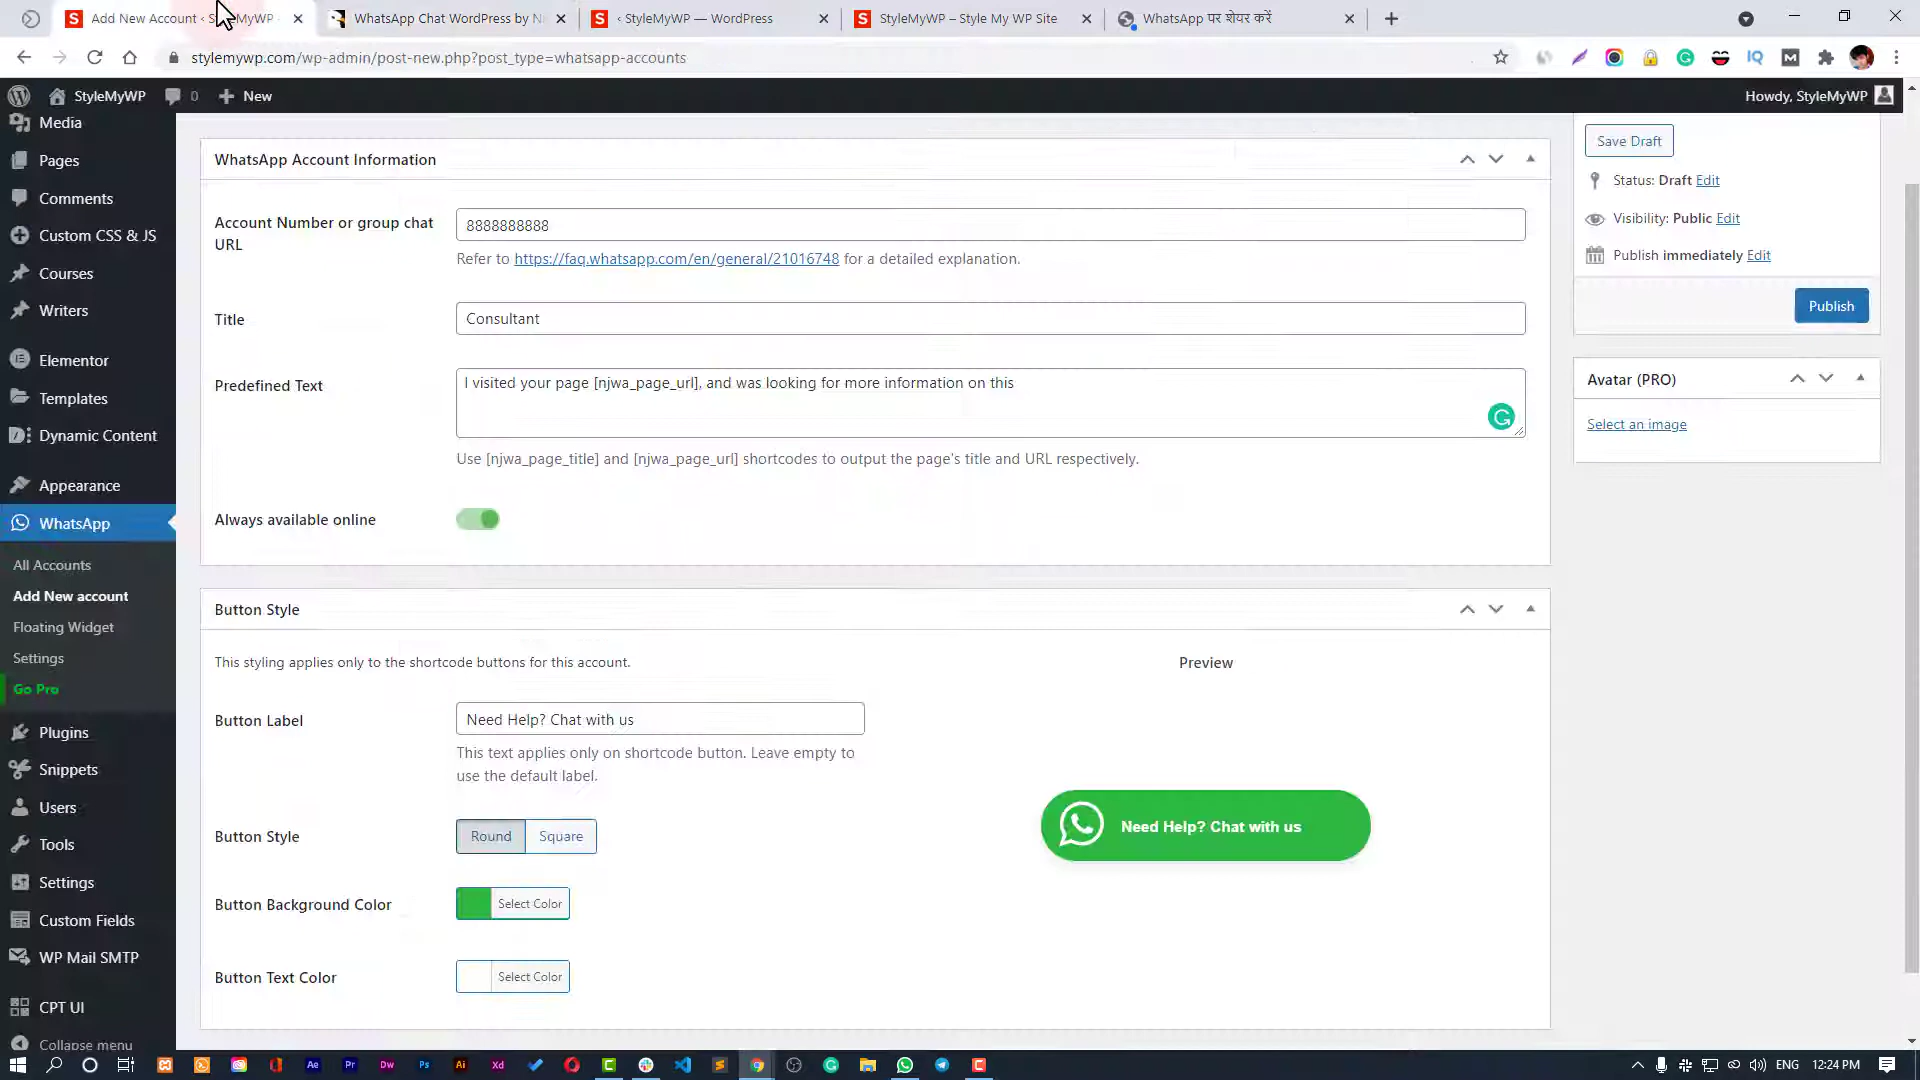 Add New Account ‹ StyleMyWP
WhatsApp Chat WordPress by N
‹ StyleMyWP — WordPress
StyleMyWP – Style My WP Site
WhatsApp पर शेयर करें
stylemywp.com/wp-admin/post-new.php?post_type=whatsapp-accounts
StyleMyWP
0
New
Howdy, StyleMyWP
Media
Pages
Comments
Custom CSS & JS
Courses
Writers
Elementor
Templates
Dynamic Content
Appearance
WhatsApp
All Accounts
Add New account
Floating Widget
Settings
Go Pro
Plugins
Snippets
Users
Tools
Settings
Custom Fields
WP Mail SMTP
CPT UI
Collapse menu
WhatsApp Account Information
Account Number or group chat
URL
8888888888
Refer to https://faq.whatsapp.com/en/general/21016748 for a detailed explanation.
Title
Consultant
Predefined Text
I visited your page [njwa_page_url], and was looking for more information on this
Use [njwa_page_title] and [njwa_page_url] shortcodes to output the page's title and URL respectively.
Always available online
Button Style
This styling applies only to the shortcode buttons for this account.
Preview
Button Label
Need Help? Chat with us
This text applies only on shortcode button. Leave empty to
use the default label.
Button Style
Round
Square
Need Help? Chat with us
Button Background Color
Select Color
Button Text Color
Select Color
Save Draft
Status: Draft Edit
Visibility: Public Edit
Publish immediately Edit
Publish
Avatar (PRO)
Select an image
IQ
Ae
Pr
Dw
Ps
Ai
Xd
ENG
12:24 PM